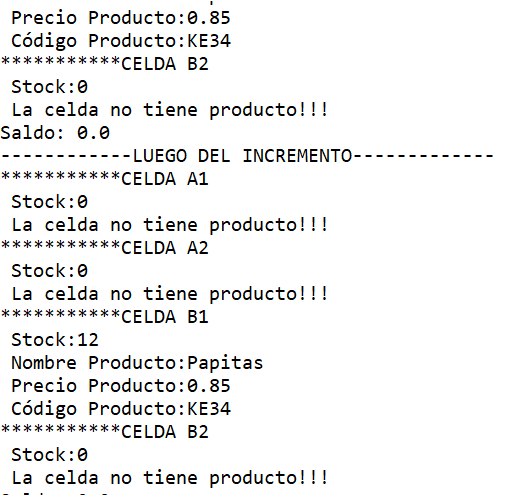 Precio Producto:0.85
Código Producto:KE34
***********CELDA B2
Stock:0
La celda no tiene producto!!!
Saldo: 0.0
------------LUEGO DEL INCREMENTO-------------
***********CELDA A1
Stock:0
La celda no tiene producto!!!
***********CELDA A2
Stock:0
La celda no tiene producto!!!
***********CELDA B1
Stock:12
Nombre Producto:Papitas
Precio Producto:0.85
Código Producto:KE34
***********CELDA B2
Stock:0
La celda no tiene producto!!!